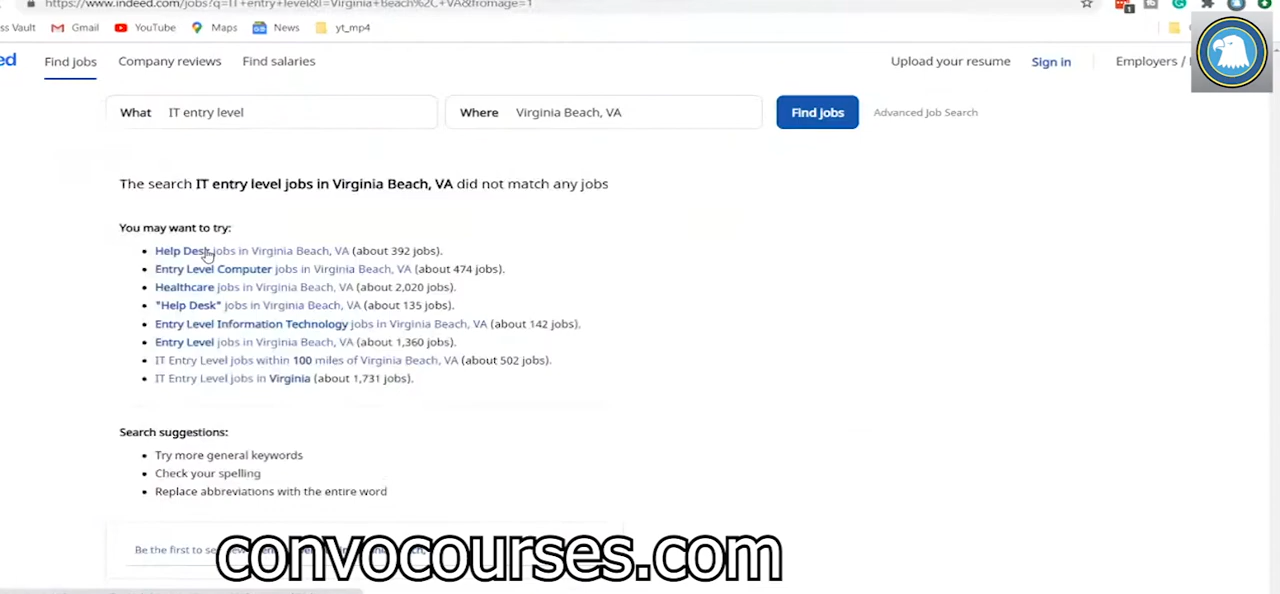 https://www.indeed.com/jobs?q=IT+entry+level&l=Virginia+Beach%2C+VA&fromage=1
ss Vault Gmail YouTube Maps News yt_mp4
ed Find jobs Company reviews Find salaries Upload your resume Sign in Employers /
What IT entry level Where Virginia Beach, VA Find Jobs Advanced Job Search
The search IT entry level jobs in Virginia Beach, VA did not match any jobs
You may want to try:
• Help Desk jobs in Virginia Beach, VA (about 392 jobs).
• Entry Level Computer jobs in Virginia Beach, VA (about 474 jobs).
• Healthcare jobs in Virginia Beach, VA (about 2,020 jobs).
• "Help Desk" jobs in Virginia Beach, VA (about 135 jobs).
• Entry Level Information Technology jobs in Virginia Beach, VA (about 142 jobs).
• Entry Level jobs in Virginia Beach, VA (about 1,360 jobs).
• IT Entry Level jobs within 100 miles of Virginia Beach, VA (about 502 jobs).
• IT Entry Level jobs in Virginia (about 1,731 jobs).
Search suggestions:
• Try more general keywords
• Check your spelling
• Replace abbreviations with the entire word
Be the first to se
convocourses.com